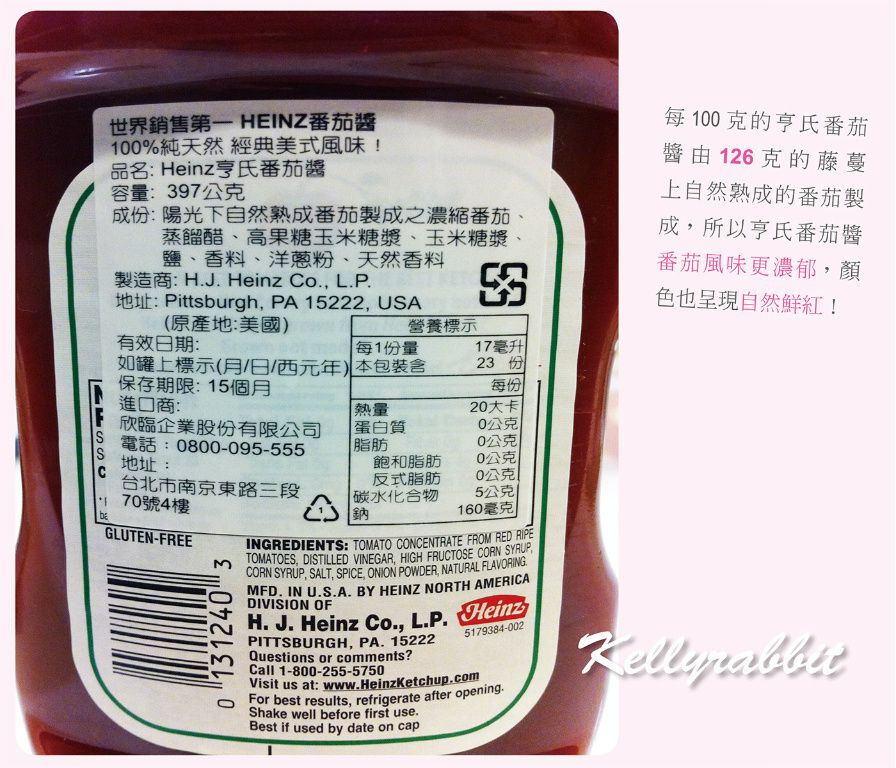 世界銷售第一 HEINZ番茄醬
100%純天然 經典美式風味！
品名: Heinz亨氏番茄醬
容量: 397公克
成份: 陽光下自然熟成番茄製成之濃縮番茄、
蒸餾醋、高果糖玉米糖漿、玉米糖漿、
鹽、香料、洋蔥粉、天然香料
製造商: H.J. Heinz Co., L.P.
地址: Pittsburgh, PA 15222, USA
(原產地:美國)
有效日期:
如罐上標示(月/日/西元年)
保存期限: 15個月
進口商:
欣臨企業股份有限公司
電話：0800-095-555
地址：
台北市南京東路三段
70號4樓
1
營養標示
每1份量 17毫升
本包裝含 23 份
每份
熱量 20大卡
蛋白質 0公克
脂肪 0公克
飽和脂肪 0公克
反式脂肪 0公克
碳水化合物 5公克
鈉 160毫克
GLUTEN-FREE
0 131240 3
INGREDIENTS: TOMATO CONCENTRATE FROM RED RIPE
TOMATOES, DISTILLED VINEGAR, HIGH FRUCTOSE CORN SYRUP,
CORN SYRUP, SALT, SPICE, ONION POWDER, NATURAL FLAVORING.
MFD. IN U.S.A. BY HEINZ NORTH AMERICA
DIVISION OF
H. J. Heinz Co., L.P.
Heinz
5179384-002
PITTSBURGH, PA. 15222
Questions or comments?
Call 1-800-255-5750
Visit us at: www.HeinzKetchup.com
For best results, refrigerate after opening.
Shake well before first use.
Best if used by date on cap
每 100 克的亨氏番茄
醬由 126 克的藤蔓
上自然熟成的番茄製
成，所以亨氏番茄醬
番茄風味更濃郁，顏
色也呈現自然鮮紅！
Kellyrabbit